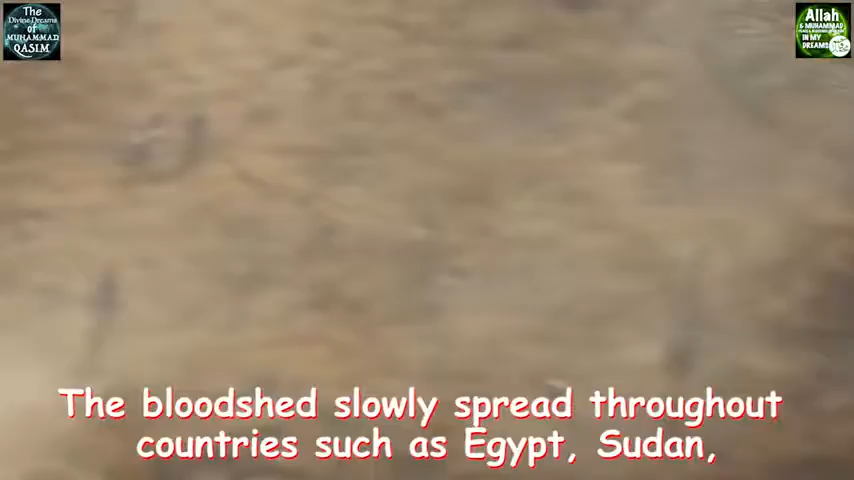 The
Divine Dreams
of
MUHAMMAD
QASIM
Allah
& MUHAMMAD
IN MY
DREAMS
The bloodshed slowly spread throughout
countries such as Egypt, Sudan,